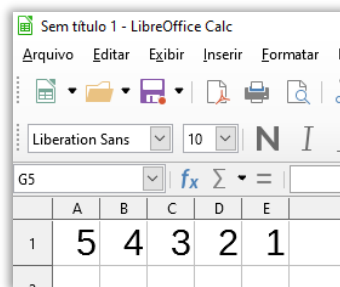 Sem título 1 - LibreOffice Calc
Arquivo Editar Exibir Inserir Formatar
Liberation Sans 10 N I
G5 fx Σ =
A B C D E
1 5 4 3 2 1